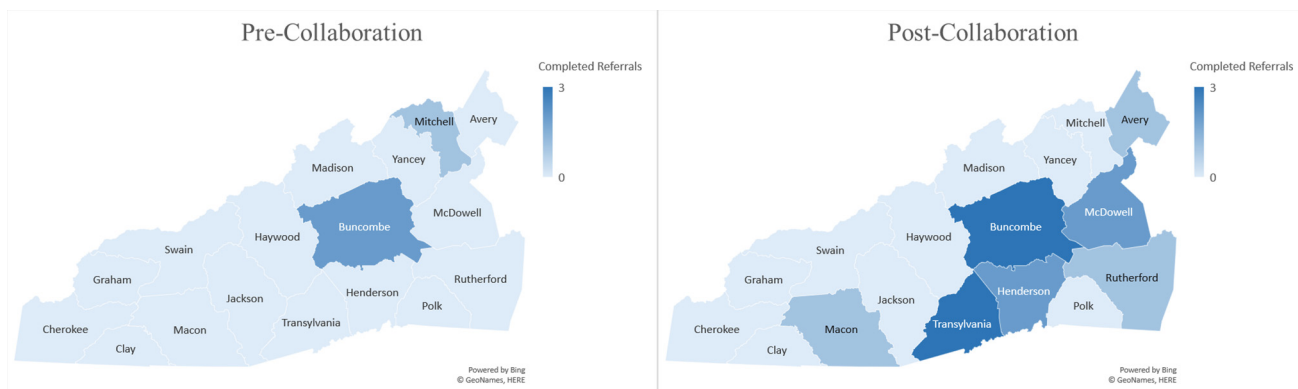 Pre-Collaboration
Completed Referrals
3
0
Mitchell
Avery
Madison
Yancey
McDowell
Buncombe
Haywood
Swain
Rutherford
Graham
Henderson
Jackson
Polk
Transylvania
Cherokee
Macon
Clay
Powered by Bing
© GeoNames, HERE
Post-Collaboration
Completed Referrals
3
0
Avery
Mitchell
Yancey
Madison
McDowell
Buncombe
Haywood
Swain
Rutherford
Graham
Henderson
Jackson
Polk
Transylvania
Cherokee
Macon
Clay
Powered by Bing
© GeoNames, HERE